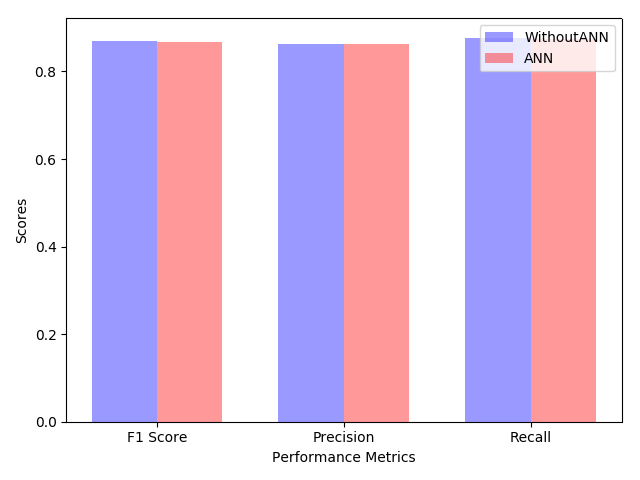 WithoutANN
ANN
0.8
0.6
0.4
0.2
0.0
Scores
F1 Score
Precision
Recall
Performance Metrics